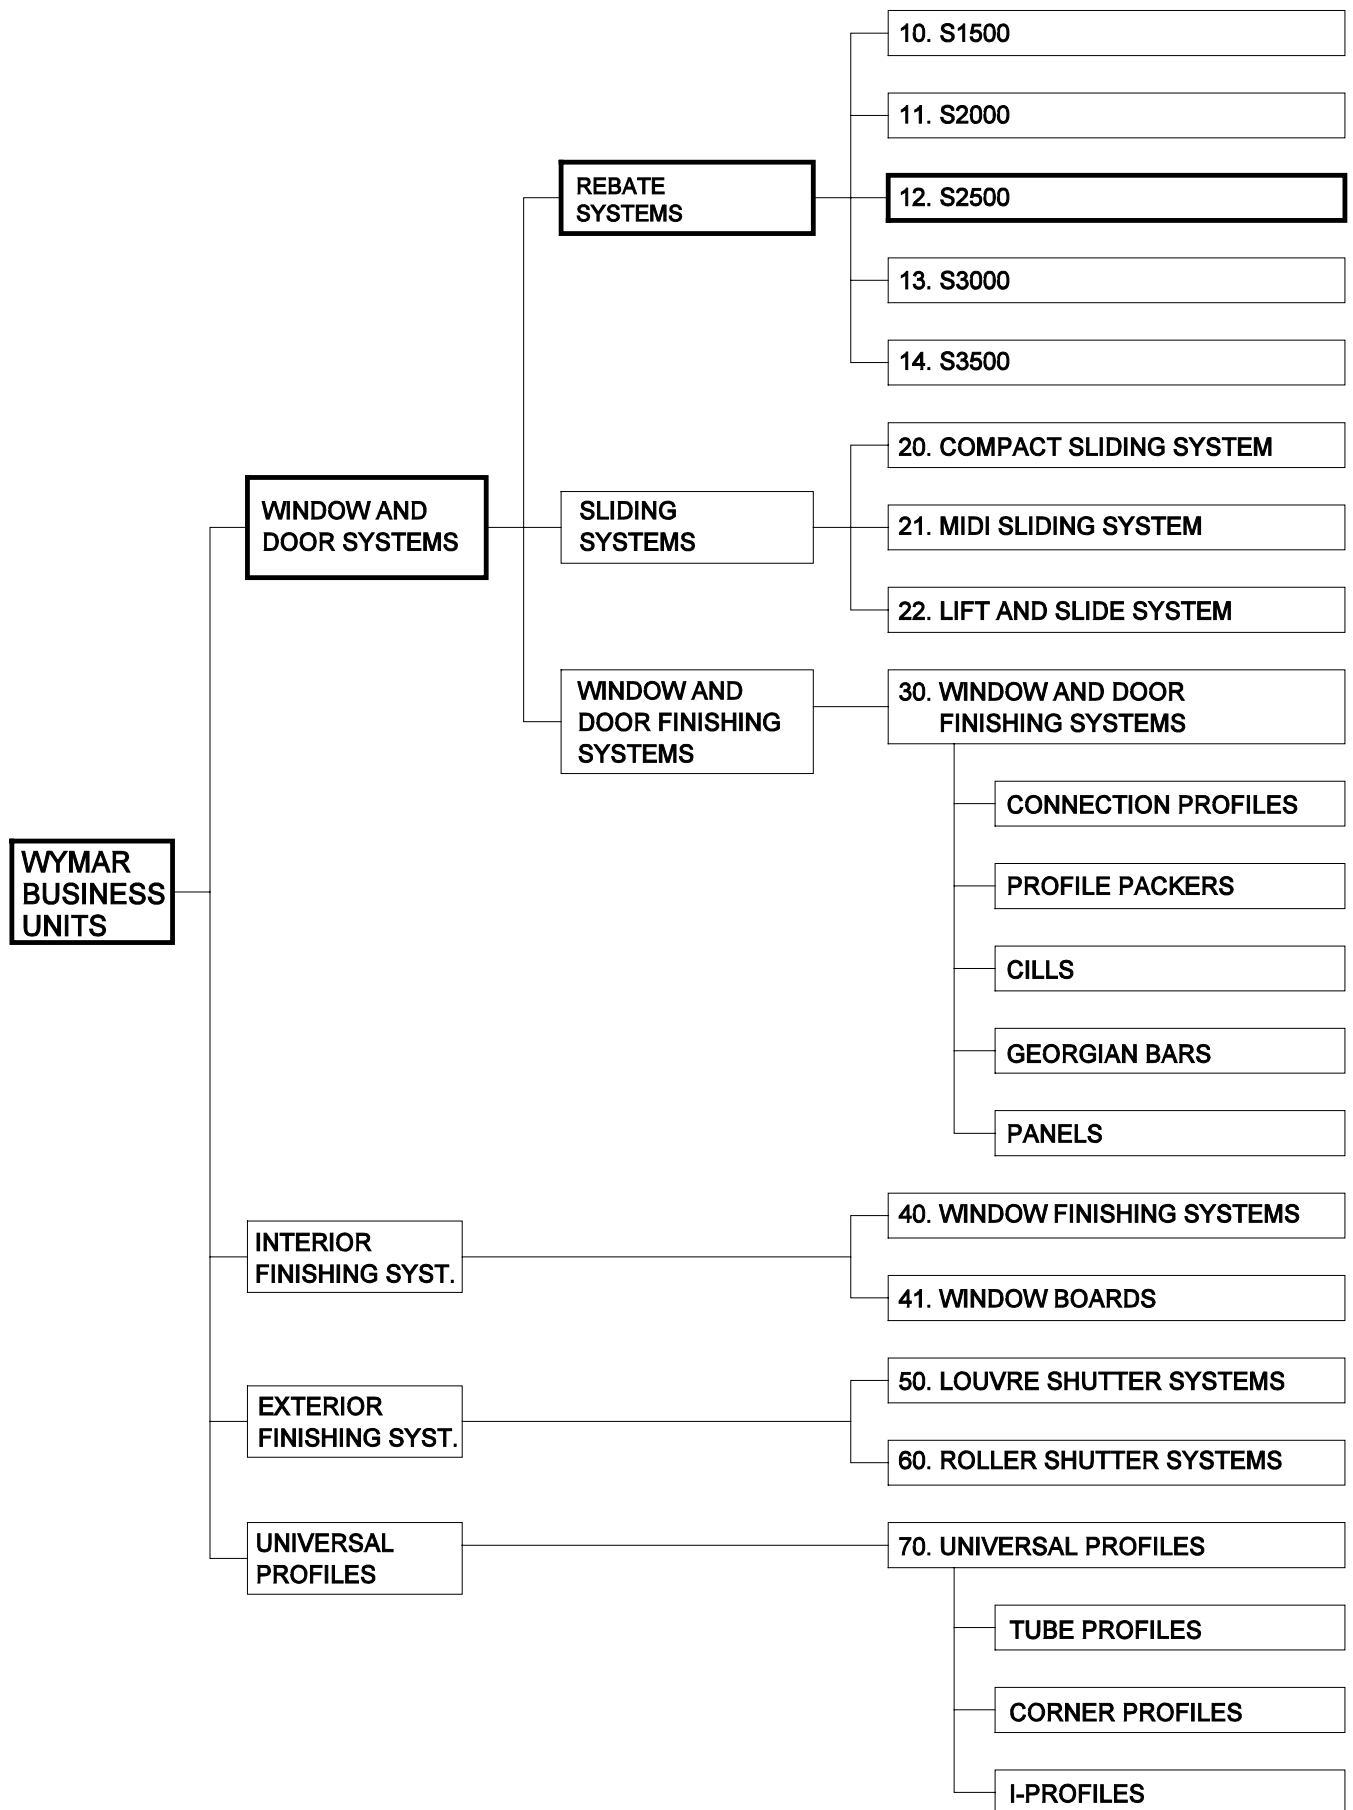 10. S1500
11. S2000
REBATE
SYSTEMS
12. S2500
13. S3000
14. S3500
20. COMPACT SLIDING SYSTEM
WINDOW AND
DOOR SYSTEMS
SLIDING
SYSTEMS
21. MIDI SLIDING SYSTEM
22. LIFT AND SLIDE SYSTEM
WINDOW AND
DOOR FINISHING
SYSTEMS
30. WINDOW AND DOOR
FINISHING SYSTEMS
CONNECTION PROFILES
WYMAR
BUSINESS
UNITS
PROFILE PACKERS
CILLS
GEORGIAN BARS
PANELS
INTERIOR
FINISHING SYST.
40. WINDOW FINISHING SYSTEMS
41. WINDOW BOARDS
EXTERIOR
FINISHING SYST.
50. LOUVRE SHUTTER SYSTEMS
60. ROLLER SHUTTER SYSTEMS
UNIVERSAL
PROFILES
70. UNIVERSAL PROFILES
TUBE PROFILES
CORNER PROFILES
I-PROFILES